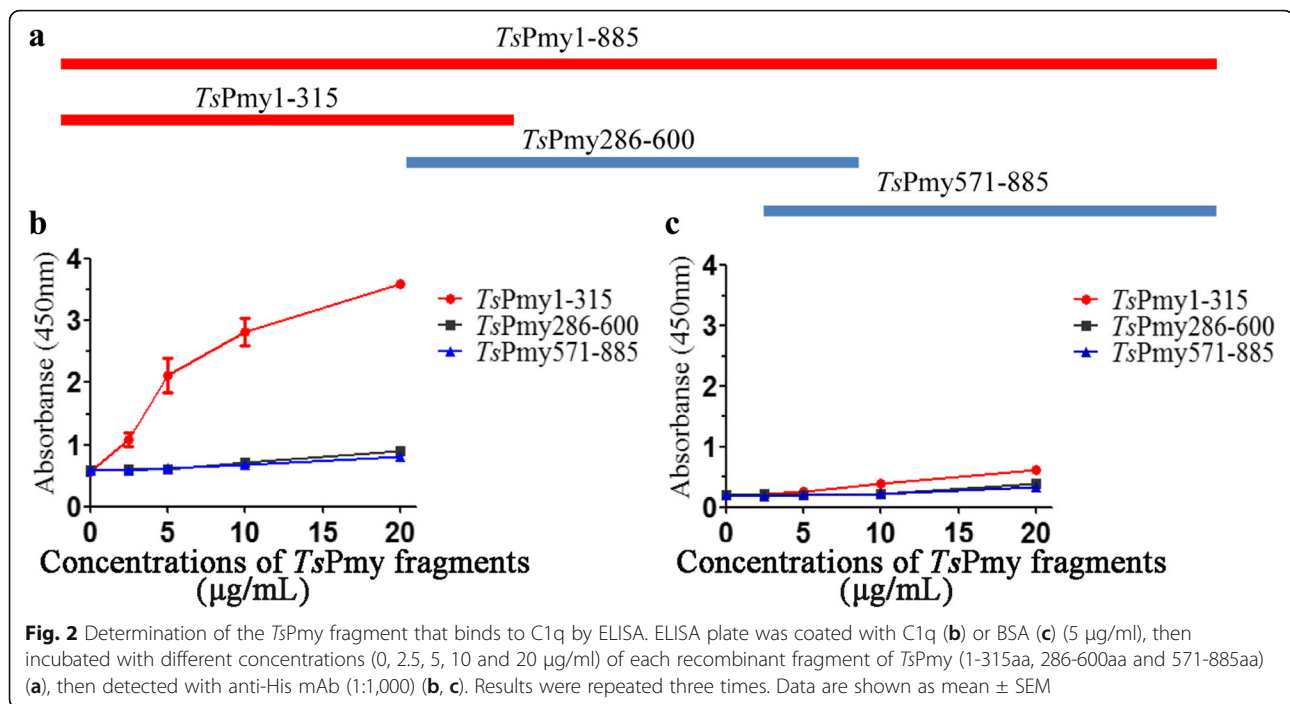 a
TsPmy1-885
TsPmy1-315
TsPmy286-600
TsPmy571-885
b
Absorbanse (450nm)
4
3
2
1
0
0 5 10 15 20
Concentrations of TsPmy fragments
(µg/mL)
TsPmy1-315
TsPmy286-600
TsPmy571-885
c
Absorbanse (450nm)
4
3
2
1
0
0 5 10 15 20
Concentrations of TsPmy fragments
(µg/mL)
TsPmy1-315
TsPmy286-600
TsPmy571-885
Fig. 2 Determination of the TsPmy fragment that binds to C1q by ELISA. ELISA plate was coated with C1q (b) or BSA (c) (5 µg/ml), then
incubated with different concentrations (0, 2.5, 5, 10 and 20 µg/ml) of each recombinant fragment of TsPmy (1-315aa, 286-600aa and 571-885aa)
(a), then detected with anti-His mAb (1:1,000) (b, c). Results were repeated three times. Data are shown as mean ± SEM